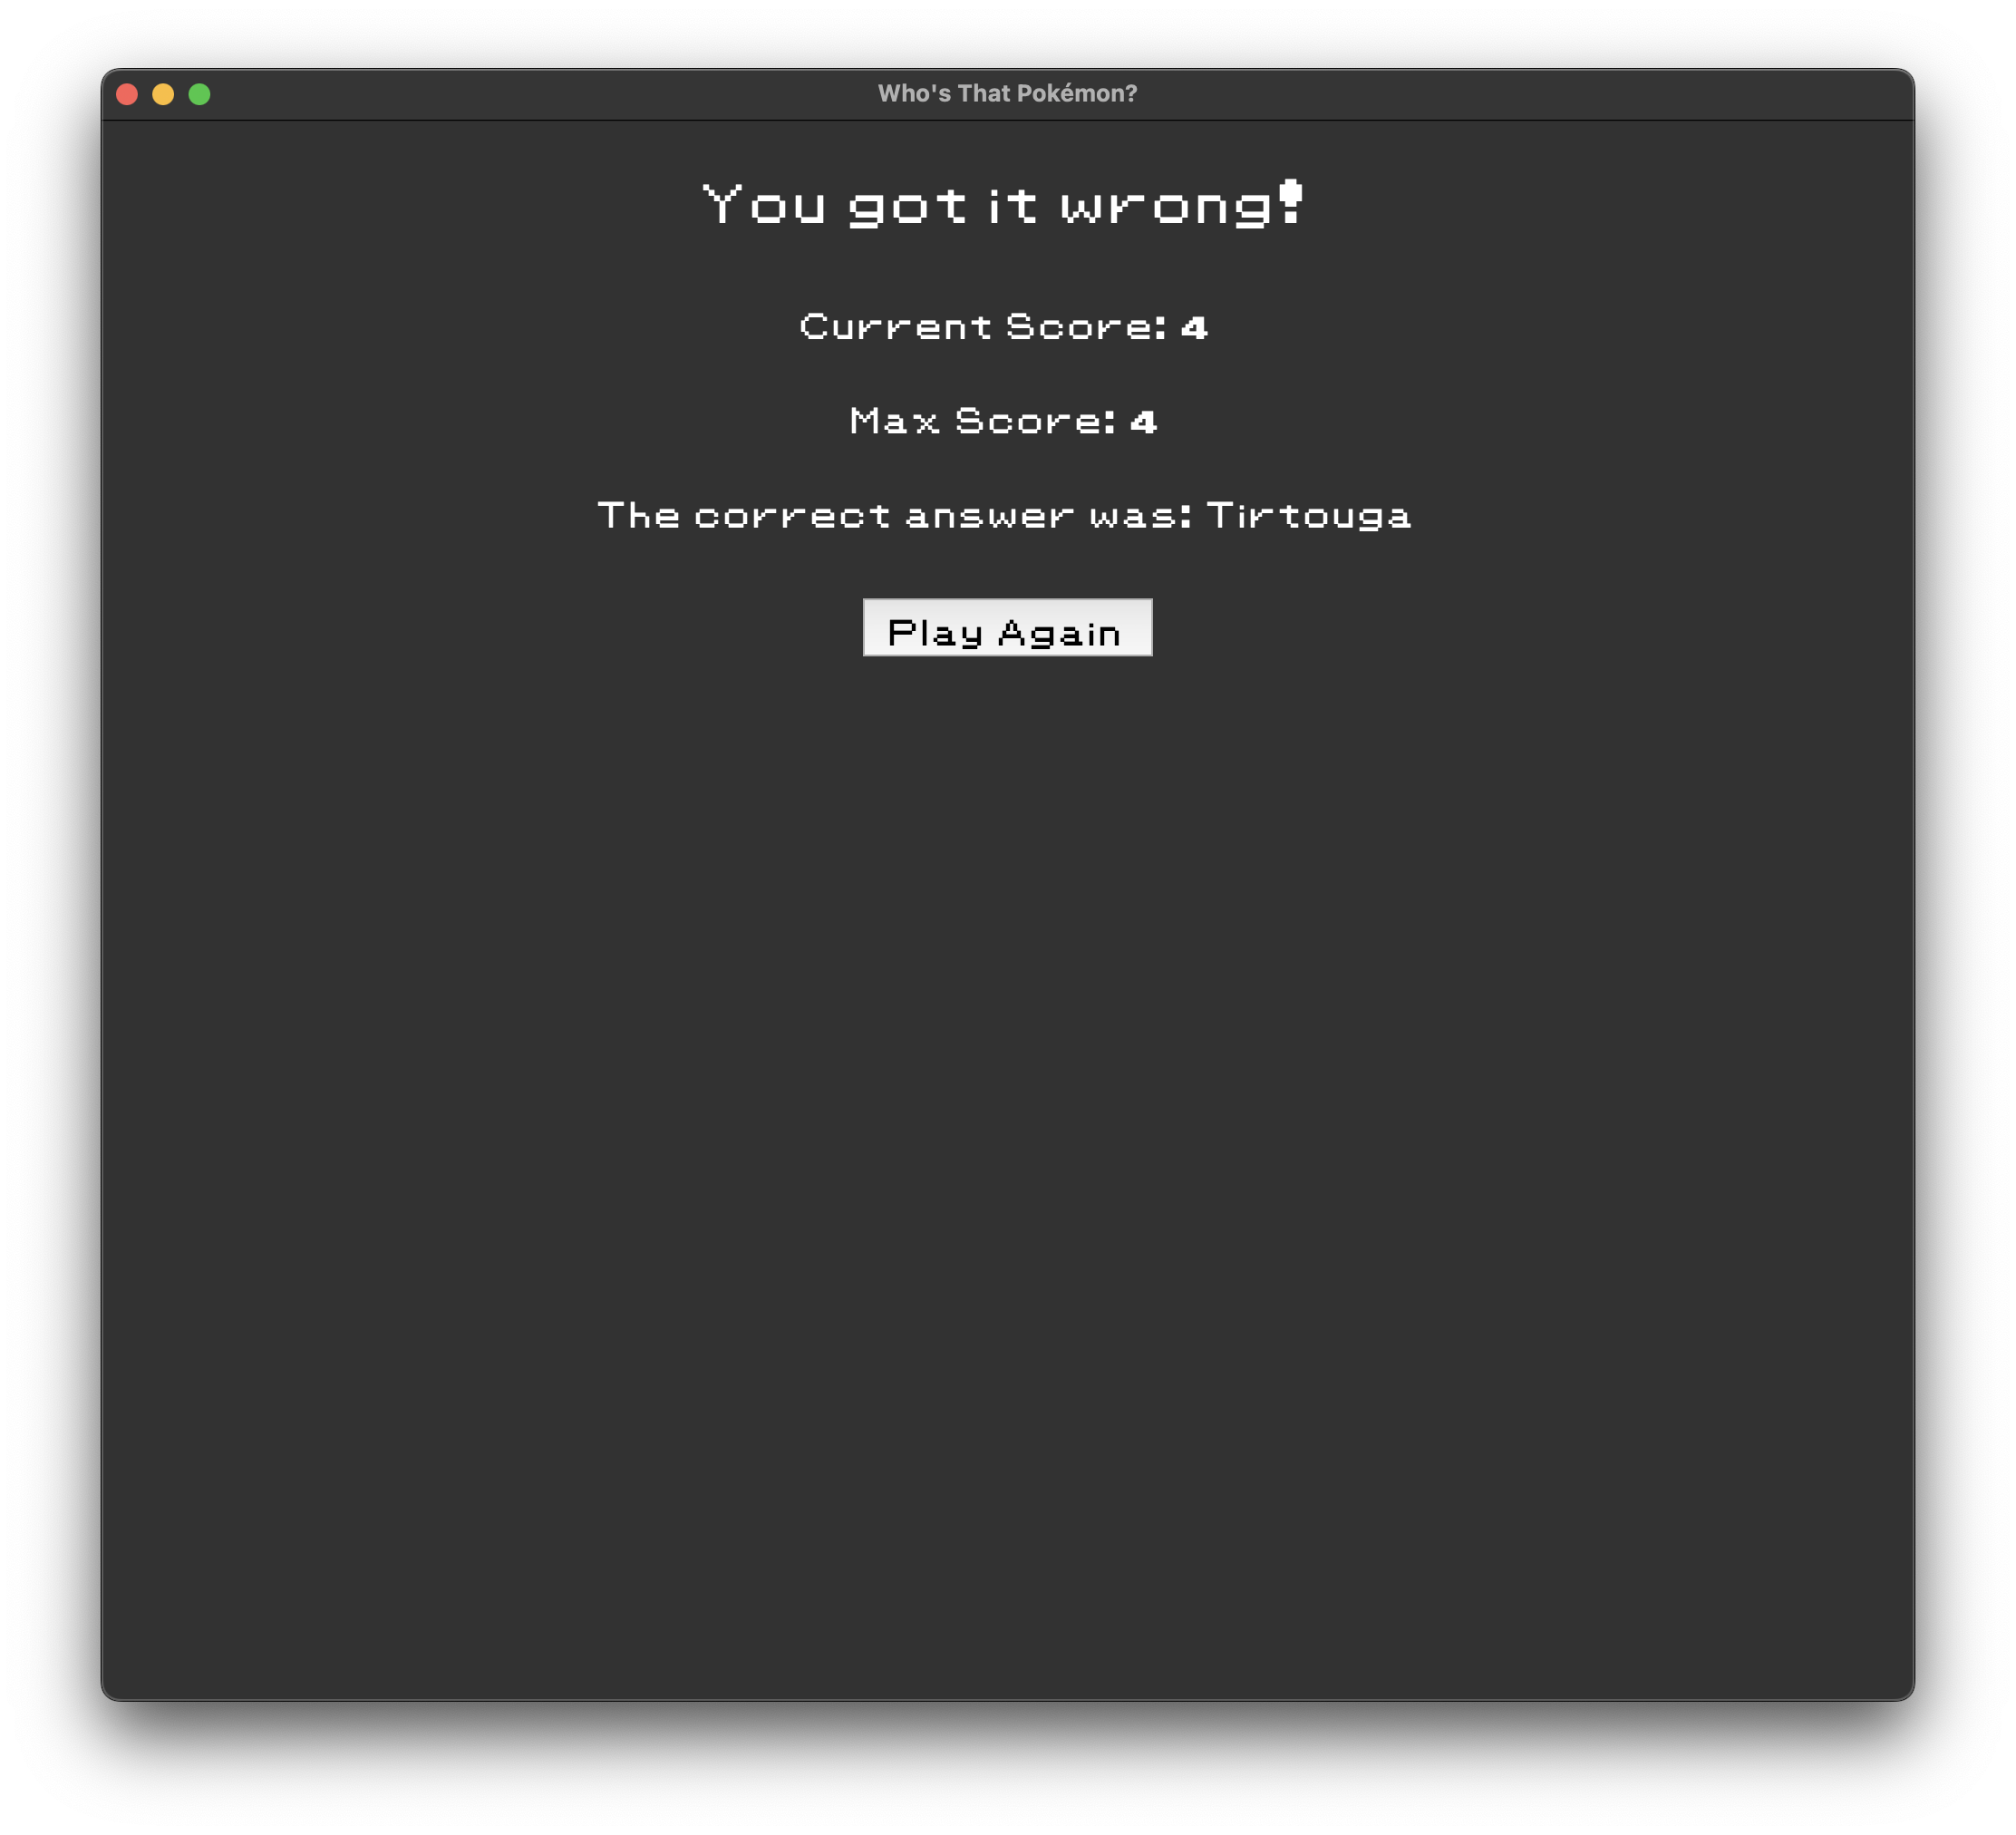 Who's That Pokémon?
You got it wrong!
Current Score: 4
Max Score: 4
The correct answer was: Tirtouga
Play Again